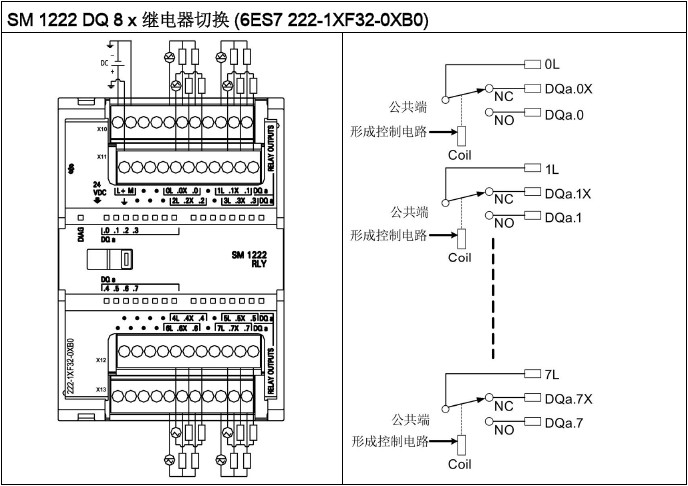 SM 1222 DQ 8 x 继电器切换 (6ES7 222-1XF32-0XB0)
DC
X10
RELAY OUTPUTS
X11
24
VDC
L+ M
0L .0X .0
1L .1X .1 DQ a
2L .2X .2
3L .3X .3 DQ a
DIAG
.0 .1 .2 .3
DQ a
SM 1222
RLY
DQ a
.4 .5 .6 .7
4L .4X .4
5L .5X .5 DQ a
6L .6X .6
7L .7X .7 DQ a
222-1XF32-0XB0
X12
RELAY OUTPUTS
X13
0L
DQa.0X
NC
公共端
NO
DQa.0
形成控制电路
Coil
1L
DQa.1X
NC
公共端
NO
DQa.1
形成控制电路
Coil
7L
DQa.7X
NC
公共端
NO
DQa.7
形成控制电路
Coil